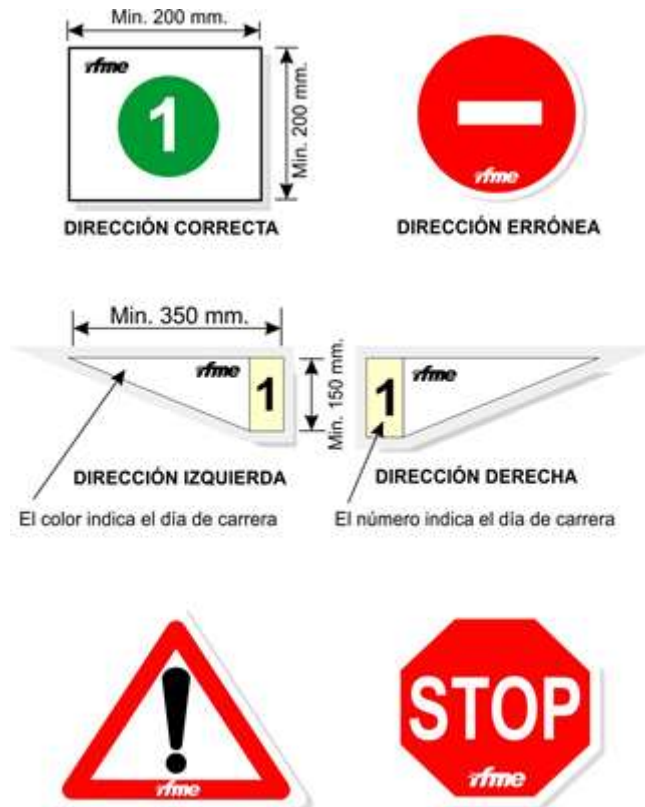 Min. 200 mm.
rfme
1
Min. 200 mm.
rfme
DIRECCIÓN CORRECTA
DIRECCIÓN ERRÓNEA
Min. 350 mm.
rfme
1
Min. 150 mm.
1
rfme
DIRECCIÓN IZQUIERDA
DIRECCIÓN DERECHA
El color indica el día de carrera
El número indica el día de carrera
rfme
STOP
rfme